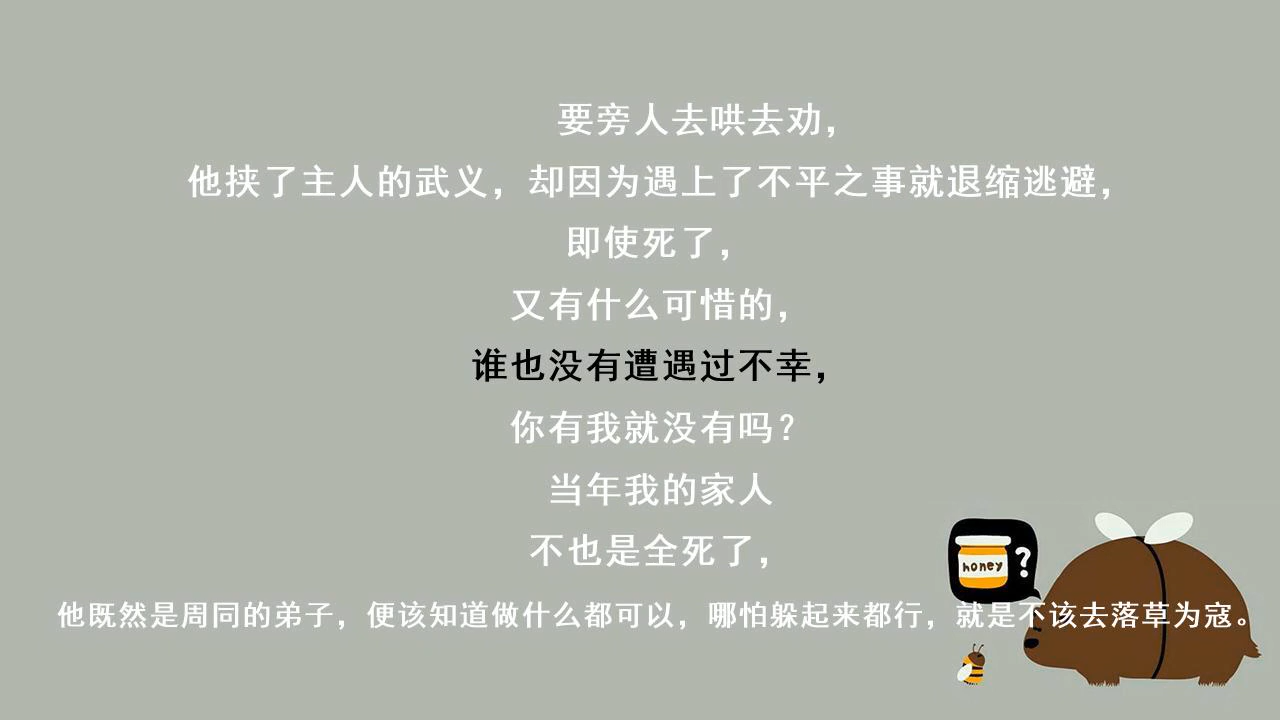 要旁人去哄去劝，
他挟了主人的武义，却因为遇上了不平之事就退缩逃避，
即使死了，
又有什么可惜的，
谁也没有遭遇过不幸，
你有我就没有吗？
当年我的家人
不也是全死了，
honey ?
他既然是周同的弟子，便该知道做什么都可以，哪怕躲起来都行，就是不该去落草为寇。